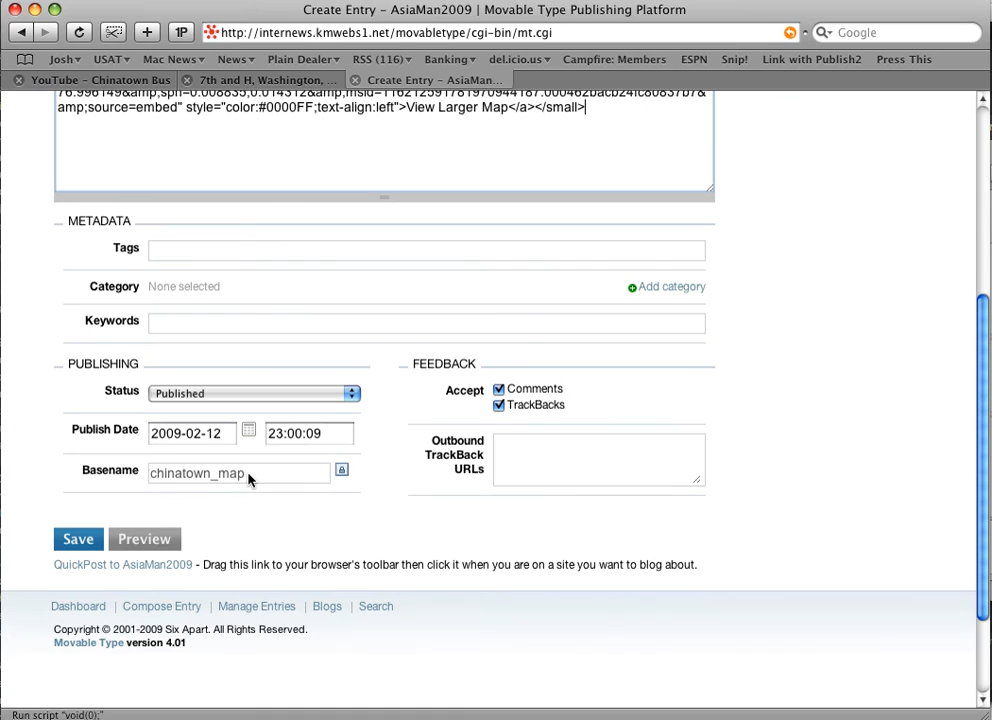 Create Entry - AsiaMan2009 | Movable Type Publishing Platform
1P
http://internews.kmwebs1.net/movabletype/cgi-bin/mt.cgi
Google
Josh
USAT
Mac News
News
Plain Dealer
RSS (116)
Banking
del.icio.us
Campfire: Members
ESPN
Snip!
Link with Publish2
Press This
YouTube - Chinatown Bus
7th and H, Washington, ...
Create Entry - AsiaMan...
amp;source=embed" style="color:#0000FF;text-align:left">View Larger Map</a></small>
METADATA
Tags
Category None selected Add category
Keywords
PUBLISHING
Status Published
Publish Date 2009-02-12 23:00:09
Basename chinatown_map
FEEDBACK
Accept Comments
TrackBacks
Outbound
TrackBack
URLs
Save Preview
QuickPost to AsiaMan2009 - Drag this link to your browser's toolbar then click it when you are on a site you want to blog about.
Dashboard | Compose Entry | Manage Entries | Blogs | Search
Copyright © 2001-2009 Six Apart. All Rights Reserved.
Movable Type version 4.01
Run script "void(0);"